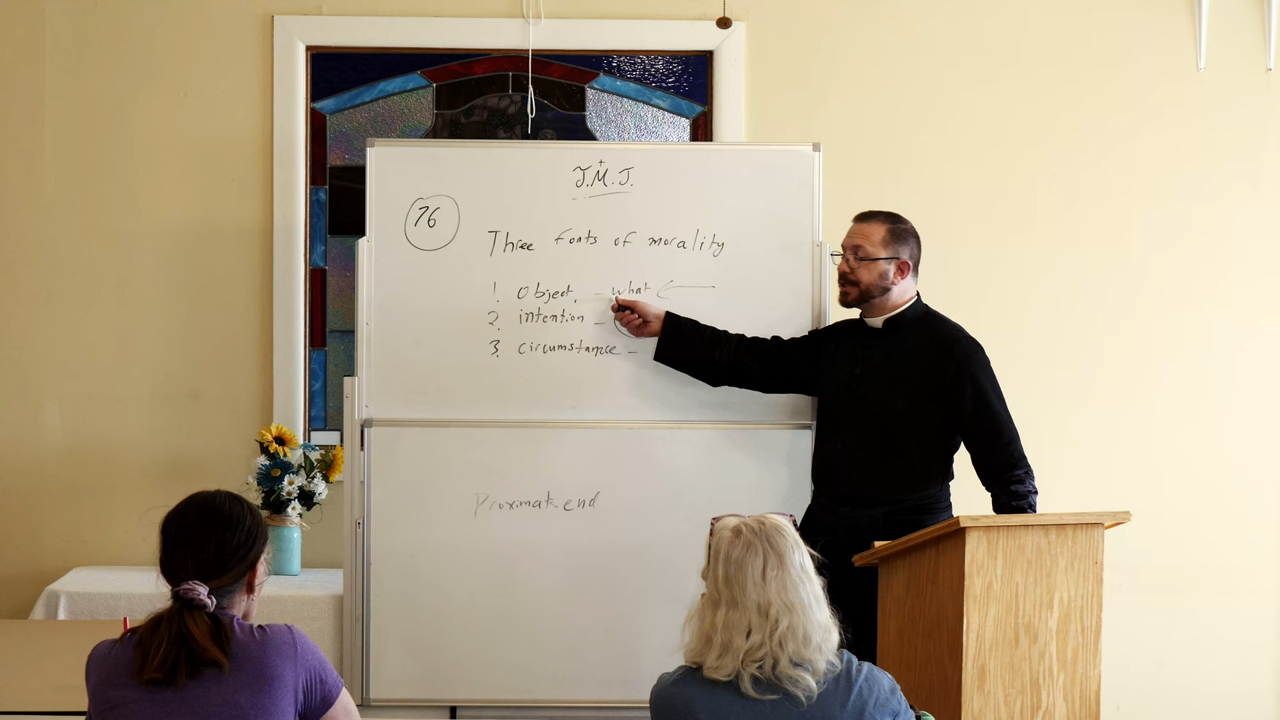 J.M.J.
76
Three fonts of morality
1. Object, - what
2. intention -
3. circumstance -
Proximate end